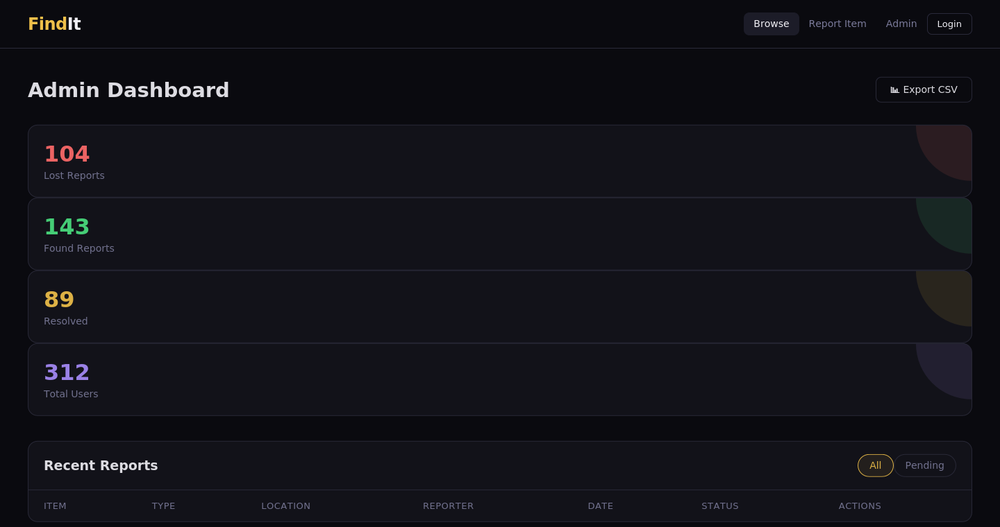 FindIt
Browse Report Item Admin Login
Admin Dashboard
Export CSV
104
Lost Reports
143
Found Reports
89
Resolved
312
Total Users
Recent Reports
All Pending
ITEM TYPE LOCATION REPORTER DATE STATUS ACTIONS